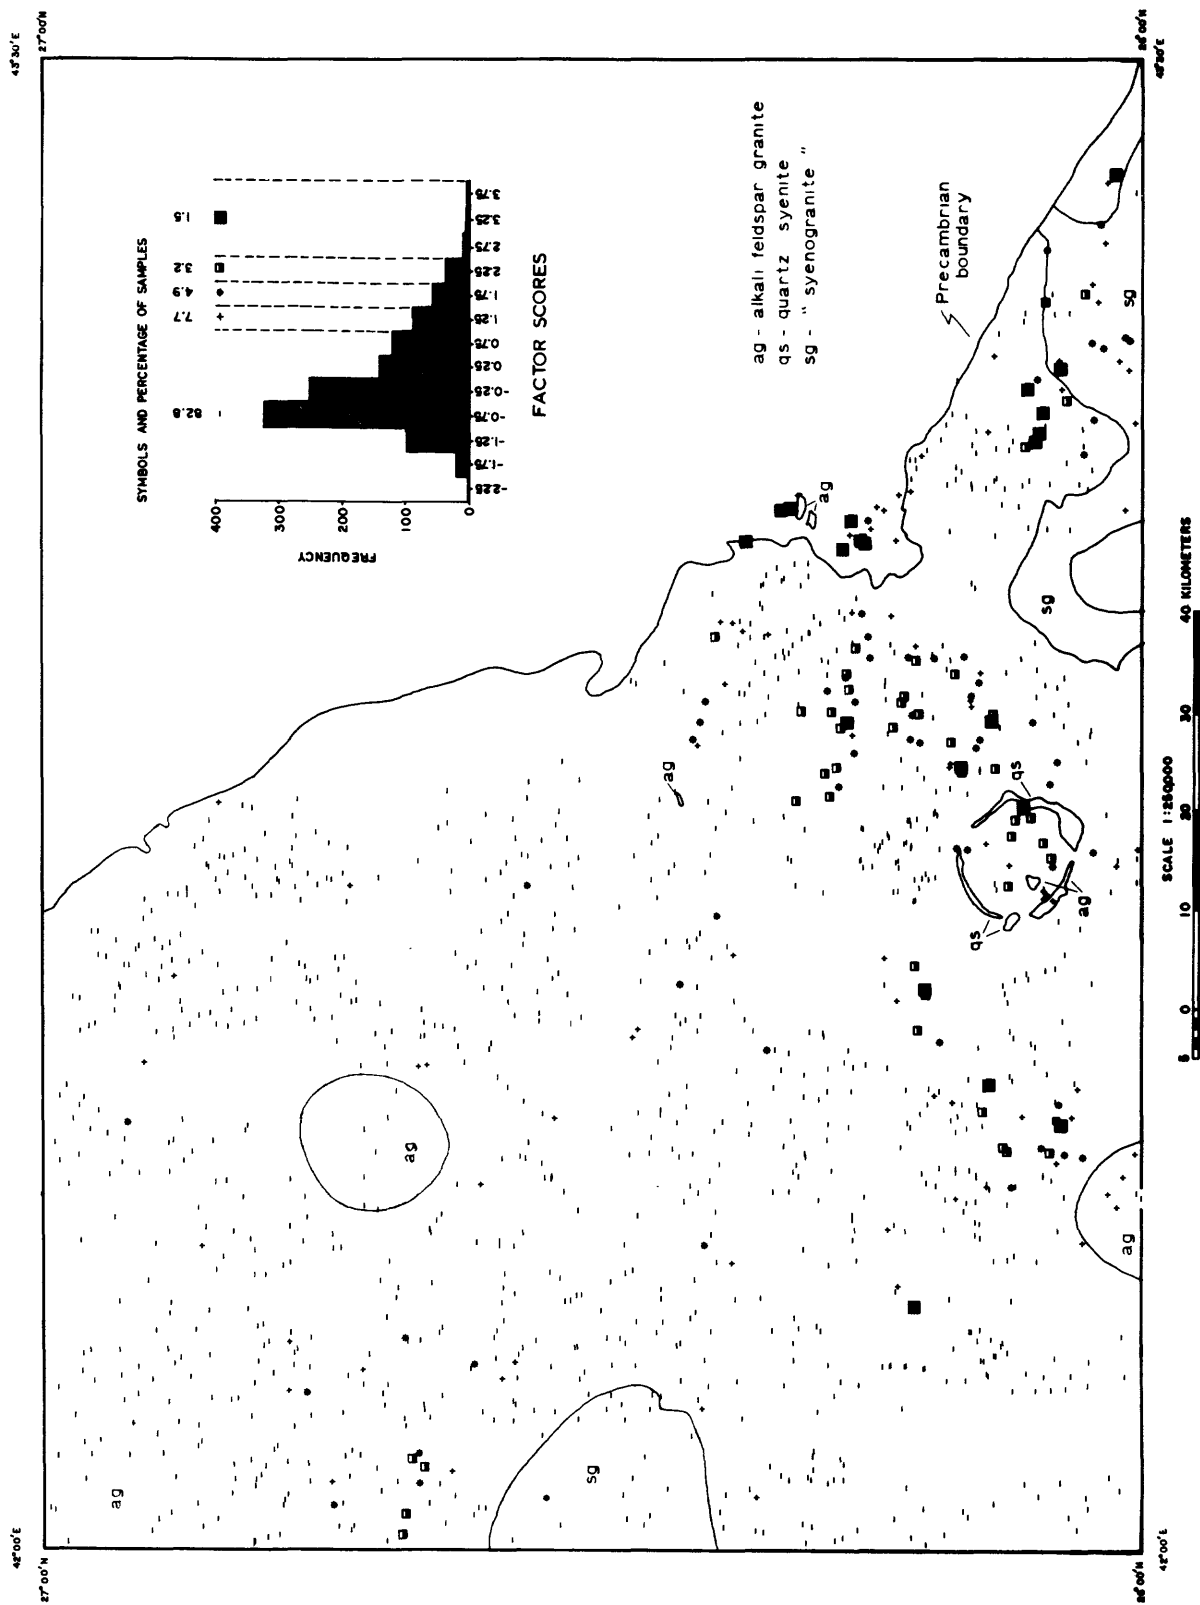 43°30'E
27°00'N
26°00'N
43°30'E
42°00'E
27°00'N
26°00'N
42°00'E
SYMBOLS AND PERCENTAGE OF SAMPLES
82.8
7.7
4.9
3.2
1.5
FREQUENCY
400
300
200
100
0
-2.25
-1.75
-1.25
-0.75
-0.25
0.25
0.75
1.25
1.75
2.25
2.75
3.25
3.75
FACTOR SCORES
ag - alkali feldspar granite
qs - quartz syenite
sg - " syenogranite "
Precambrian
boundary
ag
ag
ag
ag
ag
ag
qs
qs
sg
sg
sg
SCALE 1:250,000
5 0 10 20 30 40 KILOMETERS